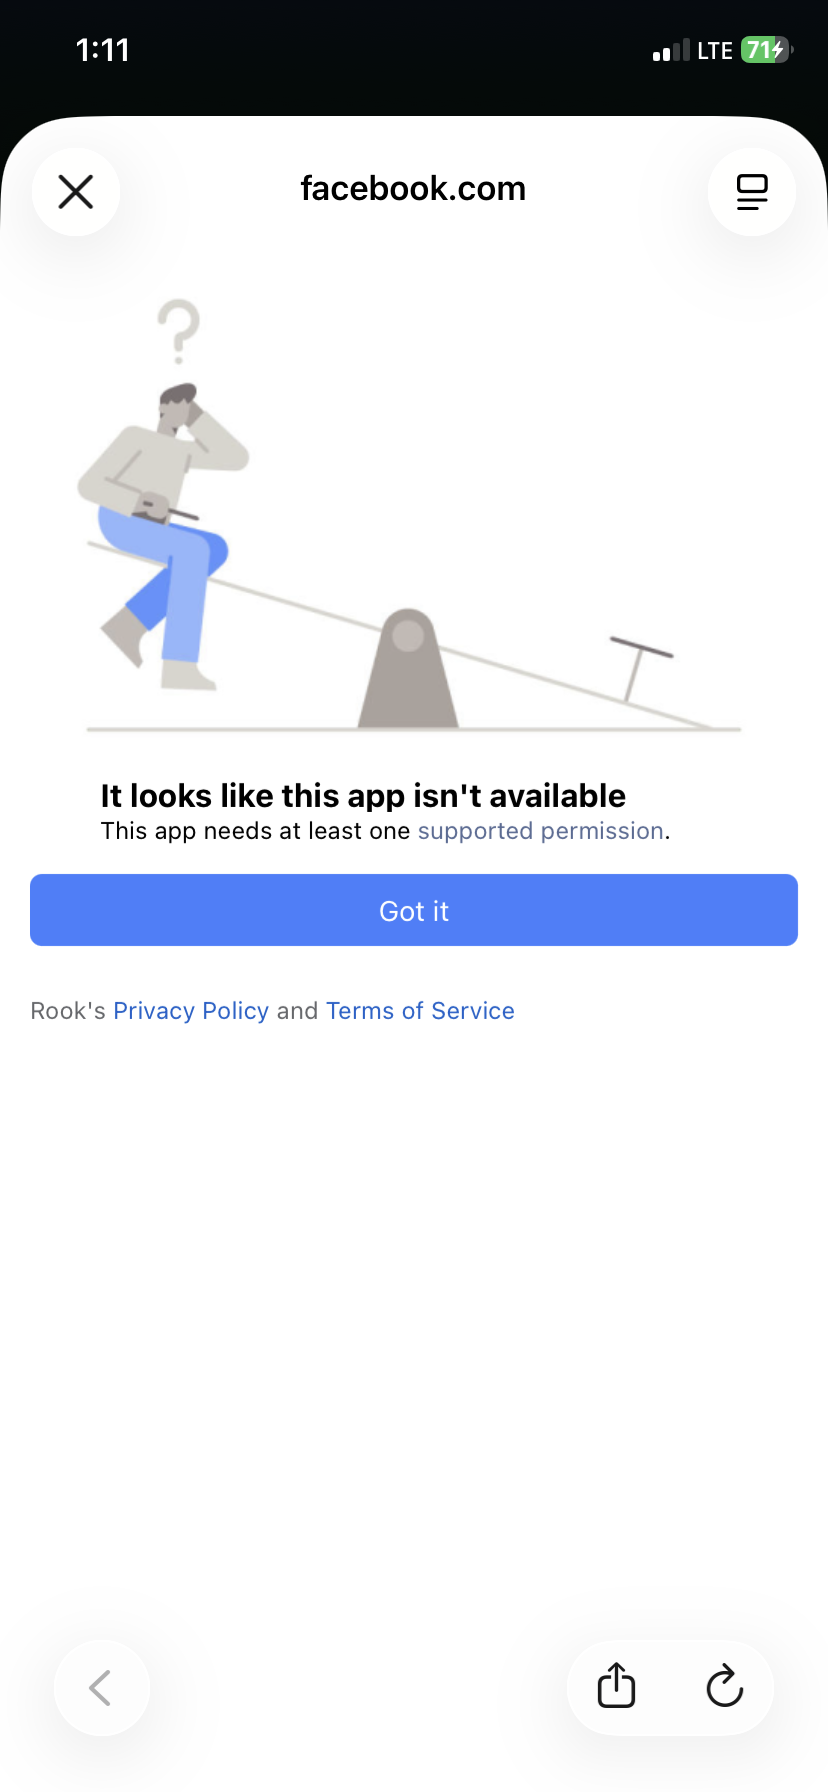 1:11
LTE
71
facebook.com
?
It looks like this app isn't available
This app needs at least one supported permission.
Got it
Rook's Privacy Policy and Terms of Service